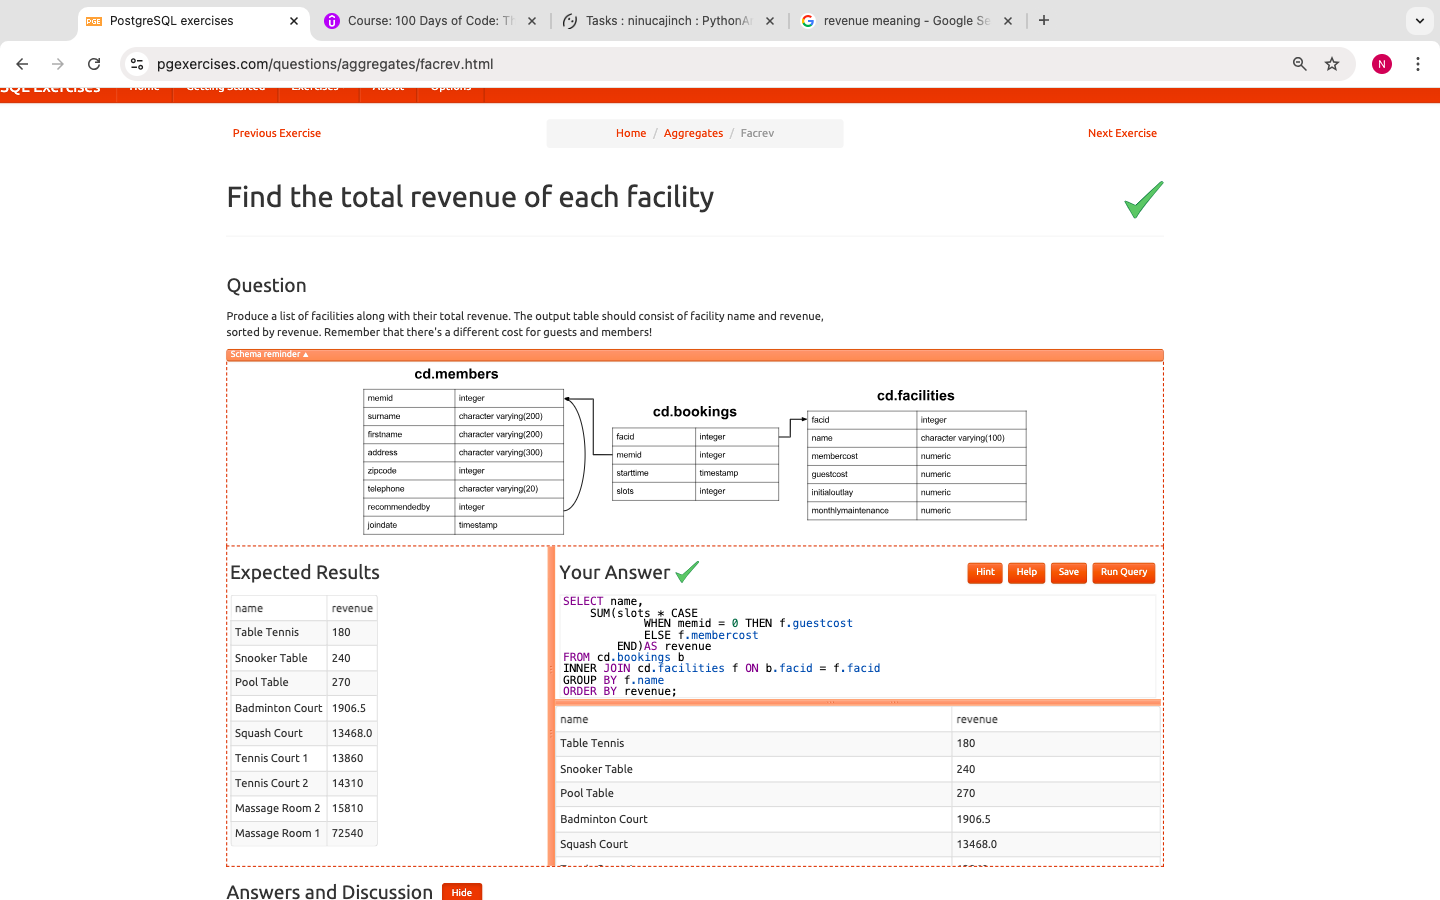 PostgreSQL exercises
Course: 100 Days of Code: Th
Tasks : ninucajinch : PythonA
revenue meaning - Google Se
pgexercises.com/questions/aggregates/facrev.html
N
SQL Exercises Home Getting Started Exercises About Options
Previous Exercise
Home / Aggregates / Facrev
Next Exercise
Find the total revenue of each facility
Question
Produce a list of facilities along with their total revenue. The output table should consist of facility name and revenue,
sorted by revenue. Remember that there's a different cost for guests and members!
Schema reminder
cd.members
memid integer
surname character varying(200)
firstname character varying(200)
address character varying(300)
zipcode integer
telephone character varying(20)
recommendedby integer
joindate timestamp
cd.bookings
facid integer
memid integer
starttime timestamp
slots integer
cd.facilities
facid integer
name character varying(100)
membercost numeric
guestcost numeric
initialoutlay numeric
monthlymaintenance numeric
Expected Results
name revenue
Table Tennis 180
Snooker Table 240
Pool Table 270
Badminton Court 1906.5
Squash Court 13468.0
Tennis Court 1 13860
Tennis Court 2 14310
Massage Room 2 15810
Massage Room 1 72540
Your Answer
Hint Help Save Run Query
SELECT name,
SUM(slots * CASE
WHEN memid = 0 THEN f.guestcost
ELSE f.membercost
END)AS revenue
FROM cd.bookings b
INNER JOIN cd.facilities f ON b.facid = f.facid
GROUP BY f.name
ORDER BY revenue;
name revenue
Table Tennis 180
Snooker Table 240
Pool Table 270
Badminton Court 1906.5
Squash Court 13468.0
Answers and Discussion Hide